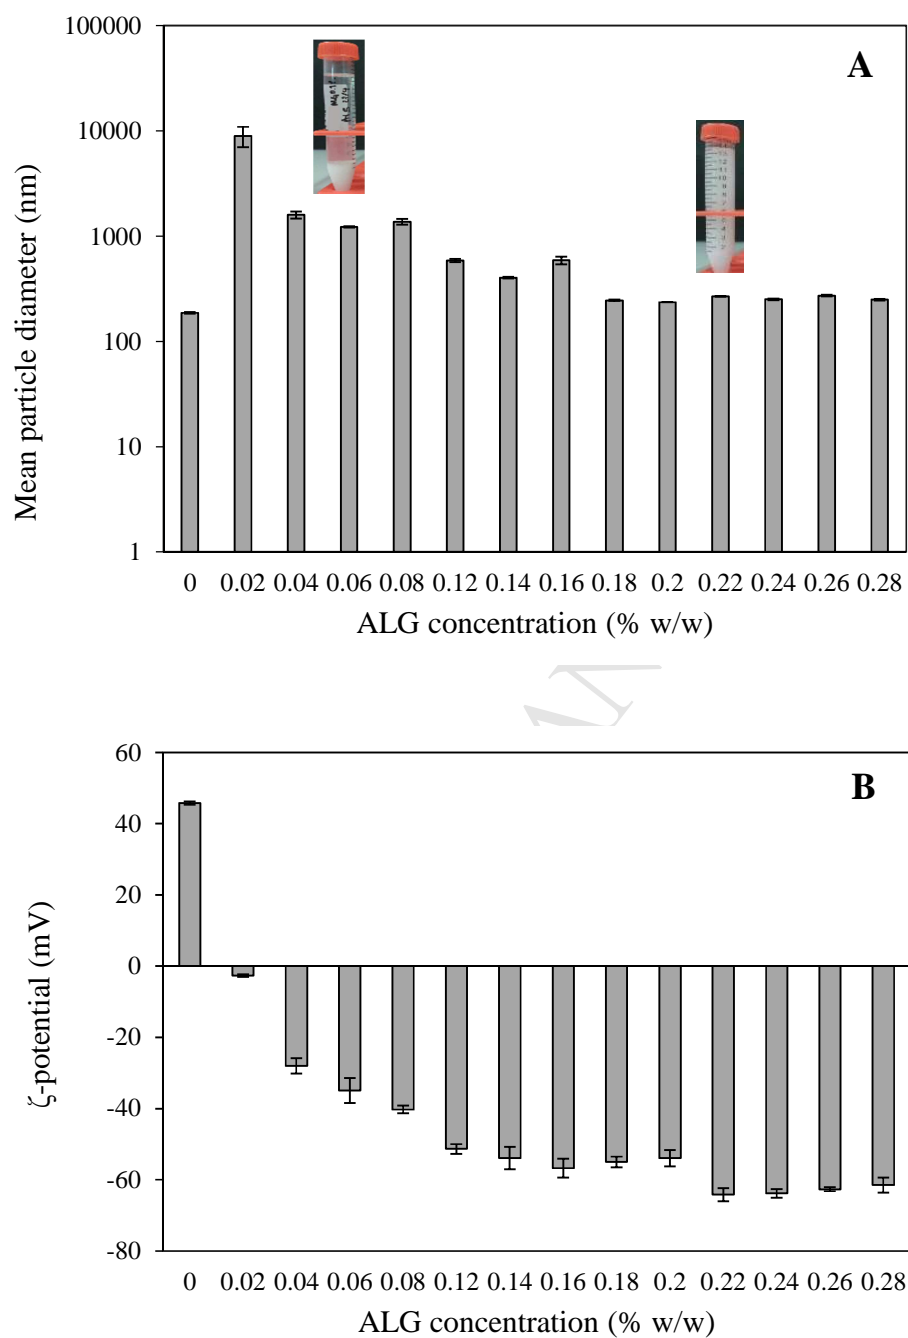 100000
10000
1000
100
10
1
Mean particle diameter (nm)
A
0 0.02 0.04 0.06 0.08 0.12 0.14 0.16 0.18 0.2 0.22 0.24 0.26 0.28
ALG concentration (% w/w)
60
40
20
0
-20
-40
-60
-80
ζ-potential (mV)
B
0 0.02 0.04 0.06 0.08 0.12 0.14 0.16 0.18 0.2 0.22 0.24 0.26 0.28
ALG concentration (% w/w)